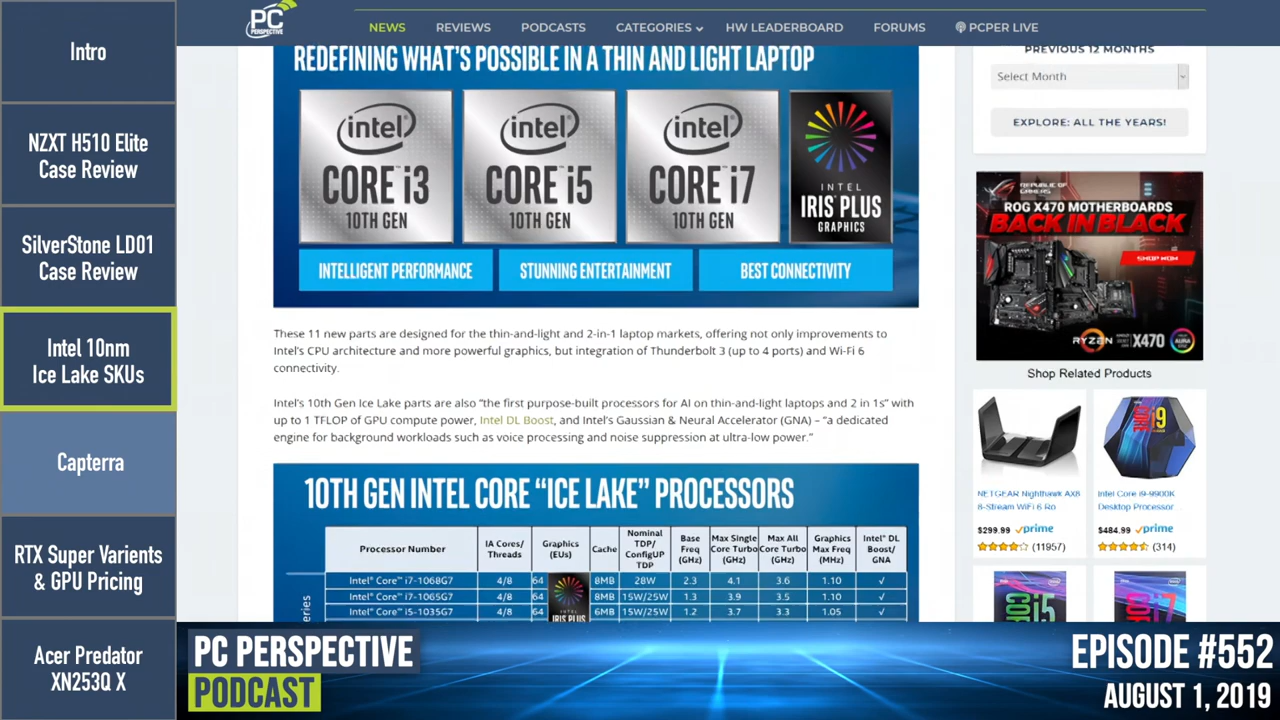 Intro
NZXT H510 Elite
Case Review
SilverStone LD01
Case Review
Intel 10nm
Ice Lake SKUs
Capterra
RTX Super Varients
& GPU Pricing
Acer Predator
XN253Q X
PC
PERSPECTIVE
NEWS
REVIEWS
PODCASTS
CATEGORIES
HW LEADERBOARD
FORUMS
PCPER LIVE
REDEFINING WHAT'S POSSIBLE IN A THIN AND LIGHT LAPTOP
intel
CORE™ i3
10TH GEN
intel
CORE™ i5
10TH GEN
intel
CORE™ i7
10TH GEN
INTEL
IRIS PLUS
GRAPHICS
INTELLIGENT PERFORMANCE
STUNNING ENTERTAINMENT
BEST CONNECTIVITY
These 11 new parts are designed for the thin-and-light and 2-in-1 laptop markets, offering not only improvements to
Intel's CPU architecture and more powerful graphics, but integration of Thunderbolt 3 (up to 4 ports) and Wi-Fi 6
connectivity.
Intel's 10th Gen Ice Lake parts are also "the first purpose-built processors for AI on thin-and-light laptops and 2 in 1s" with
up to 1 TFLOP of GPU compute power, Intel DL Boost, and Intel's Gaussian & Neural Accelerator (GNA) – "a dedicated
engine for background workloads such as voice processing and noise suppression at ultra-low power."
10TH GEN INTEL CORE "ICE LAKE" PROCESSORS
Processor Number
IA Cores/
Threads
Graphics
(EUs)
Cache
Nominal
TDP/
ConfigUP
TDP
Base
Freq
(GHz)
Max Single
Core Turbo
(GHz)
Max All
Core Turbo
(GHz)
Graphics
Max Freq
(MHz)
Intel® DL
Boost/
GNA
Intel® Core™ i7-1068G7 4/8 64 8MB 28W 2.3 4.1 3.6 1.10 √
Intel® Core™ i7-1065G7 4/8 64 8MB 15W/25W 1.3 3.9 3.5 1.10 √
Intel® Core™ i5-1035G7 4/8 64 6MB 15W/25W 1.2 3.7 3.3 1.05 √
IRIS PLUS
PREVIOUS 12 MONTHS
Select Month
EXPLORE: ALL THE YEARS!
REPUBLIC OF
GAMERS
ROG X470 MOTHERBOARDS
BACK IN BLACK
SHOP NOW
RYZEN
X470
Shop Related Products
i9
NETGEAR Nighthawk AX8
8-Stream WiFi 6 Ro
$299.99 prime
(11957)
Intel Core i9-9900K
Desktop Processor
$484.99 prime
(314)
CORE
i5
CORE
i7
PC PERSPECTIVE
PODCAST
EPISODE #552
AUGUST 1, 2019